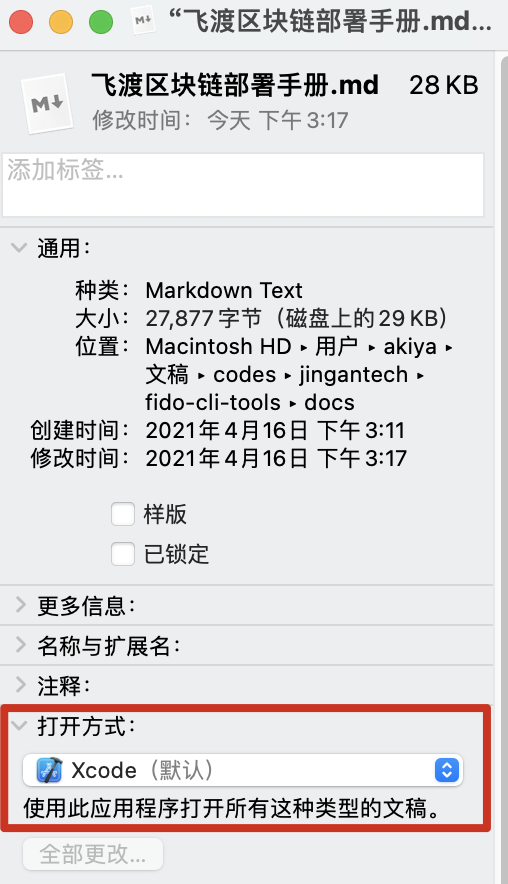 “飞渡区块链部署手册.md...
飞渡区块链部署手册.md 28 KB
修改时间：今天 下午3:17
添加标签...
通用：
种类：Markdown Text
大小：27,877 字节（磁盘上的29 KB）
位置：Macintosh HD ▸ 用户 ▸ akiya ▸
文稿 ▸ codes ▸ jingantech ▸
fido-cli-tools ▸ docs
创建时间：2021年4月16日 下午3:11
修改时间：2021年4月16日 下午3:17
样版
已锁定
更多信息：
名称与扩展名：
注释：
打开方式：
Xcode（默认）
使用此应用程序打开所有这种类型的文稿。
全部更改...